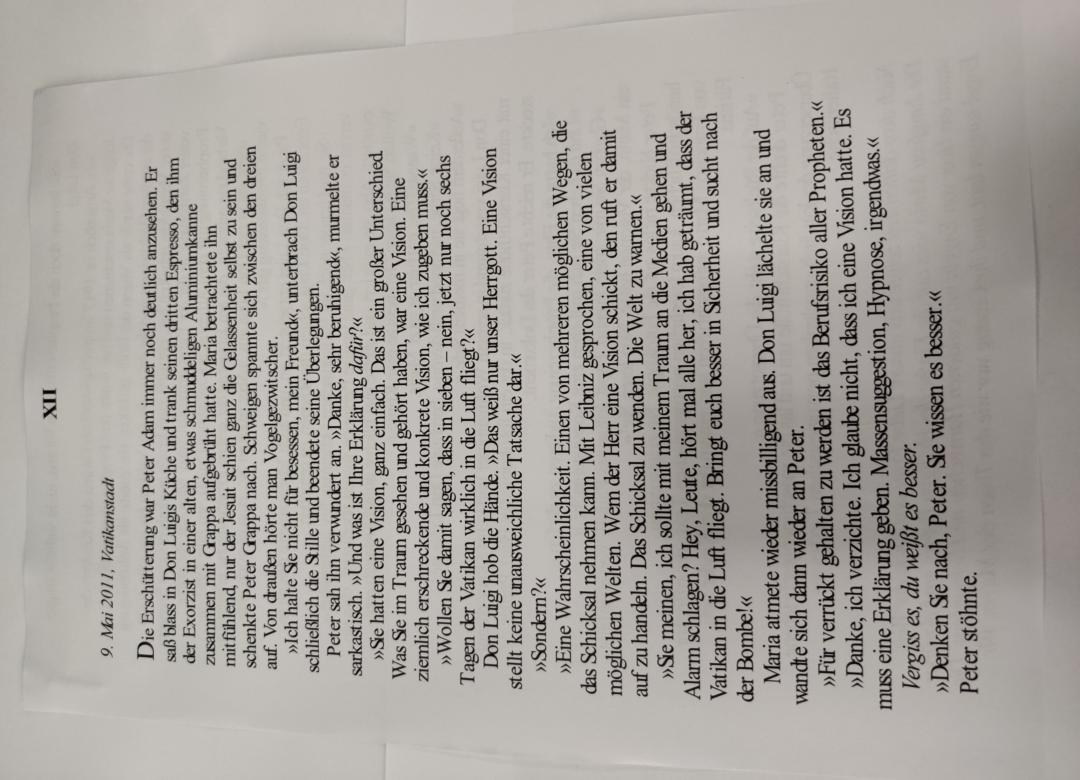 XII
9. Mai 2011, Vatikanstadt
Die Erschütterung war Peter Adam immer noch deutlich anzusehen. Er
saß blass in Don Luigis Küche und trank seinen dritten Espresso, den ihm
der Exorzist in einer alten, etwas schmuddeligen Aluminiumkanne
zusammen mit Grappa aufgebrüht hatte. Maria betrachtete ihn
mitfühlend, nur der Jesuit schien ganz die Gelassenheit selbst zu sein und
schenkte Peter Grappa nach. Schweigen spannte sich zwischen den dreien
auf. Von draußen hörte man Vogelgezwitscher.
»Ich halte Sie nicht für besessen, mein Freund«, unterbrach Don Luigi
schließlich die Stille und beendete seine Überlegungen.
Peter sah ihn verwundert an. »Danke, sehr beruhigend«, murmelte er
sarkastisch. »Und was ist Ihre Erklärung dafür?«
»Sie hatten eine Vision, ganz einfach. Das ist ein großer Unterschied.
Was Sie im Traum gesehen und gehört haben, war eine Vision. Eine
ziemlich erschreckende und konkrete Vision, wie ich zugeben muss.«
»Wollen Sie damit sagen, dass in sieben – nein, jetzt nur noch sechs
Tagen der Vatikan wirklich in die Luft fliegt?«
Don Luigi hob die Hände. »Das weiß nur unser Herrgott. Eine Vision
stellt keine unausweichliche Tatsache dar.«
»Sondern?«
»Eine Wahrscheinlichkeit. Einen von mehreren möglichen Wegen, die
das Schicksal nehmen kann. Mit Leibniz gesprochen, eine von vielen
möglichen Welten. Wenn der Herr eine Vision schickt, den ruft er damit
auf zu handeln. Das Schicksal zu wenden. Die Welt zu warnen.«
»Sie meinen, ich sollte mit meinem Traum an die Medien gehen und
Alarm schlagen? Hey, Leute, hört mal alle her, ich hab geträumt, dass der
Vatikan in die Luft fliegt. Bringt euch besser in Sicherheit und sucht nach
der Bombe!«
Maria atmete wieder missbilligend aus. Don Luigi lächelte sie an und
wandte sich dann wieder an Peter.
»Für verrückt gehalten zu werden ist das Berufsrisiko aller Propheten.«
»Danke, ich verzichte. Ich glaube nicht, dass ich eine Vision hatte. Es
muss eine Erklärung geben. Massensuggestion, Hypnose, irgendwas.«
Vergiss es, du weißt es besser.
»Denken Sie nach, Peter. Sie wissen es besser.«
Peter stöhnte.